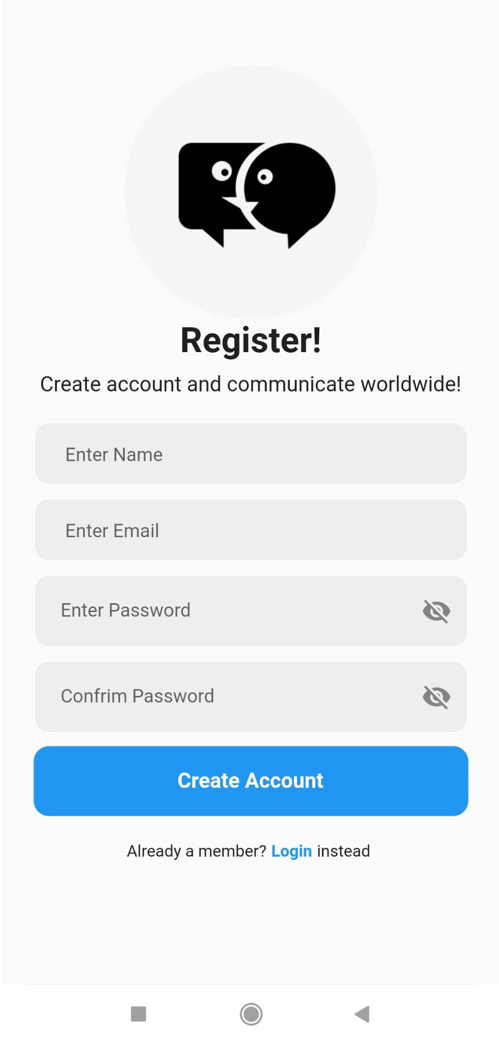 Register!
Create account and communicate worldwide!
Enter Name
Enter Email
Enter Password
Confrim Password
Create Account
Already a member? Login instead